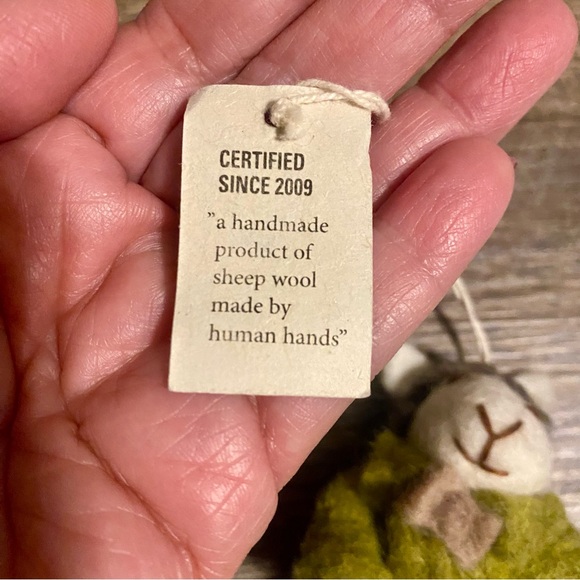 CERTIFIED
SINCE 2009
”a handmade
product of
sheep wool
made by
human hands”